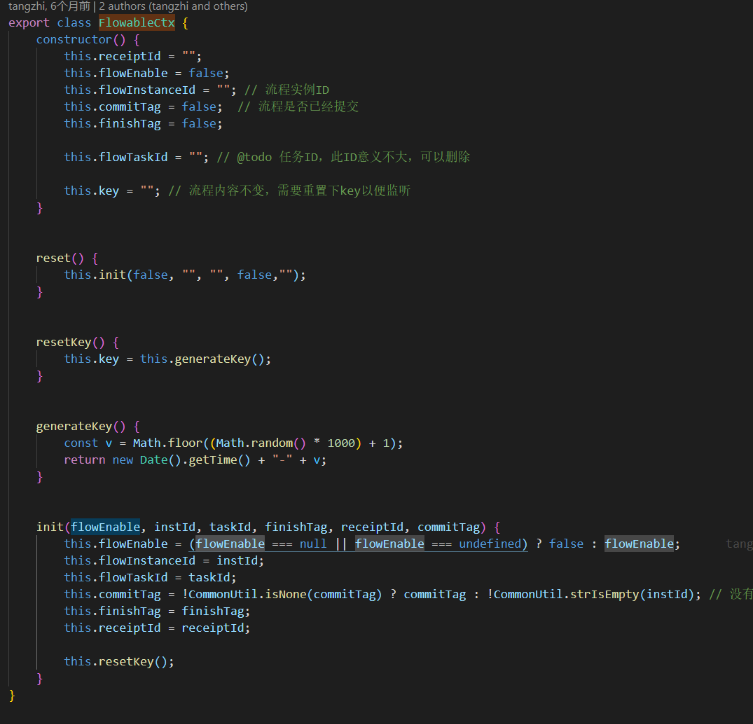 tangzhi, 6个月前 | 2 authors (tangzhi and others)
export class FlowableCtx {
    constructor() {
        this.receiptId = "";
        this.flowEnable = false;
        this.flowInstanceId = ""; // 流程实例ID
        this.commitTag = false;  // 流程是否已经提交
        this.finishTag = false;
        this.flowTaskId = ""; // @todo 任务ID，此ID意义不大，可以删除
        this.key = ""; // 流程内容不变，需要重置下key以便监听
    }
    reset() {
        this.init(false, "", "", false,"");
    }
    resetKey() {
        this.key = this.generateKey();
    }
    generateKey() {
        const v = Math.floor((Math.random() * 1000) + 1);
        return new Date().getTime() + "-" + v;
    }
    init(flowEnable, instId, taskId, finishTag, receiptId, commitTag) {
        this.flowEnable = (flowEnable === null || flowEnable === undefined) ? false : flowEnable;      tang
        this.flowInstanceId = instId;
        this.flowTaskId = taskId;
        this.commitTag = !CommonUtil.isNone(commitTag) ? commitTag : !CommonUtil.strIsEmpty(instId); // 没有
        this.finishTag = finishTag;
        this.receiptId = receiptId;
        this.resetKey();
    }
}